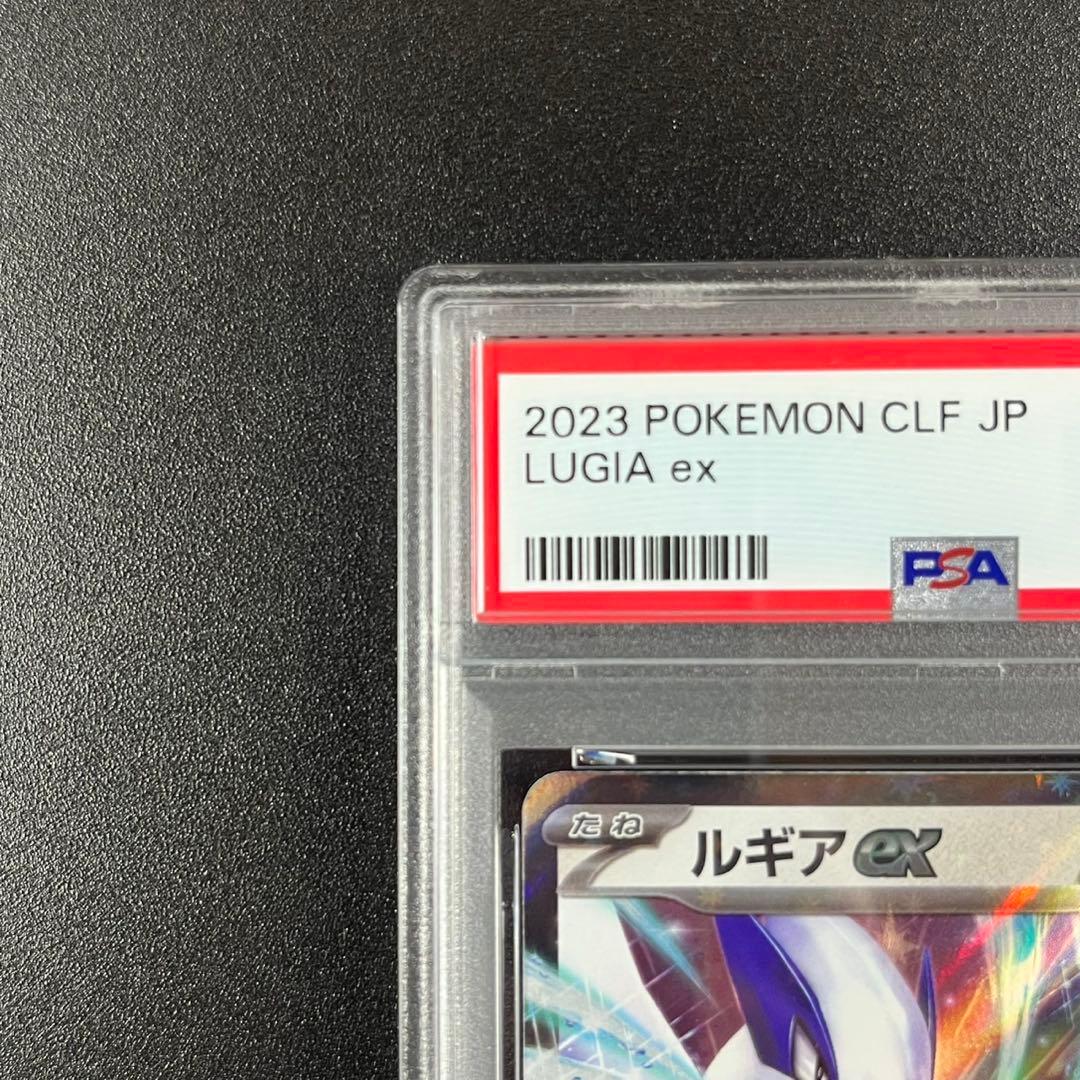 2023 POKEMON CLF JP
LUGIA ex
PSA
たね
ルギアex